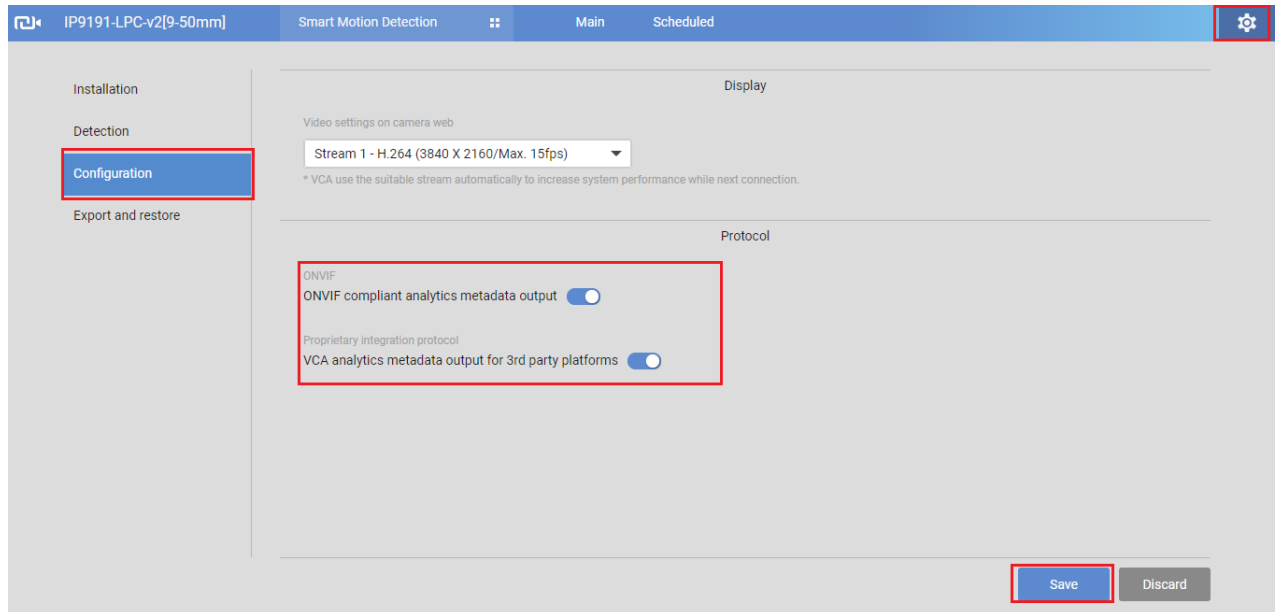 IP9191-LPC-v2[9-50mm]
Smart Motion Detection
Main
Scheduled
Installation
Detection
Configuration
Export and restore
Display
Video settings on camera web
Stream 1 - H.264 (3840 X 2160/Max. 15fps)
* VCA use the suitable stream automatically to increase system performance while next connection.
Protocol
ONVIF
ONVIF compliant analytics metadata output
Proprietary integration protocol
VCA analytics metadata output for 3rd party platforms
Save
Discard